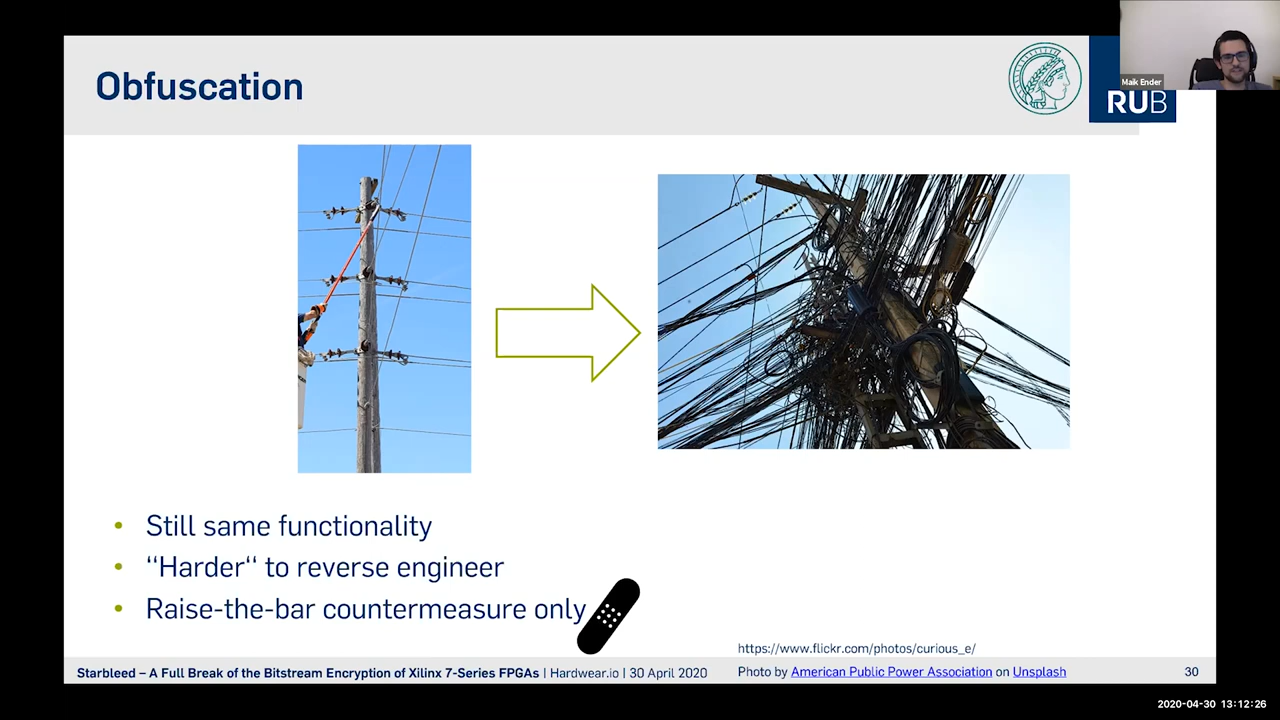 Obfuscation
Maik Ender
RUB
• Still same functionality
• “Harder“ to reverse engineer
• Raise-the-bar countermeasure only
https://www.flickr.com/photos/curious_e/
Starbleed – A Full Break of the Bitstream Encryption of Xilinx 7-Series FPGAs | Hardwear.io | 30 April 2020
Photo by American Public Power Association on Unsplash
30
2020-04-30 13:12:26